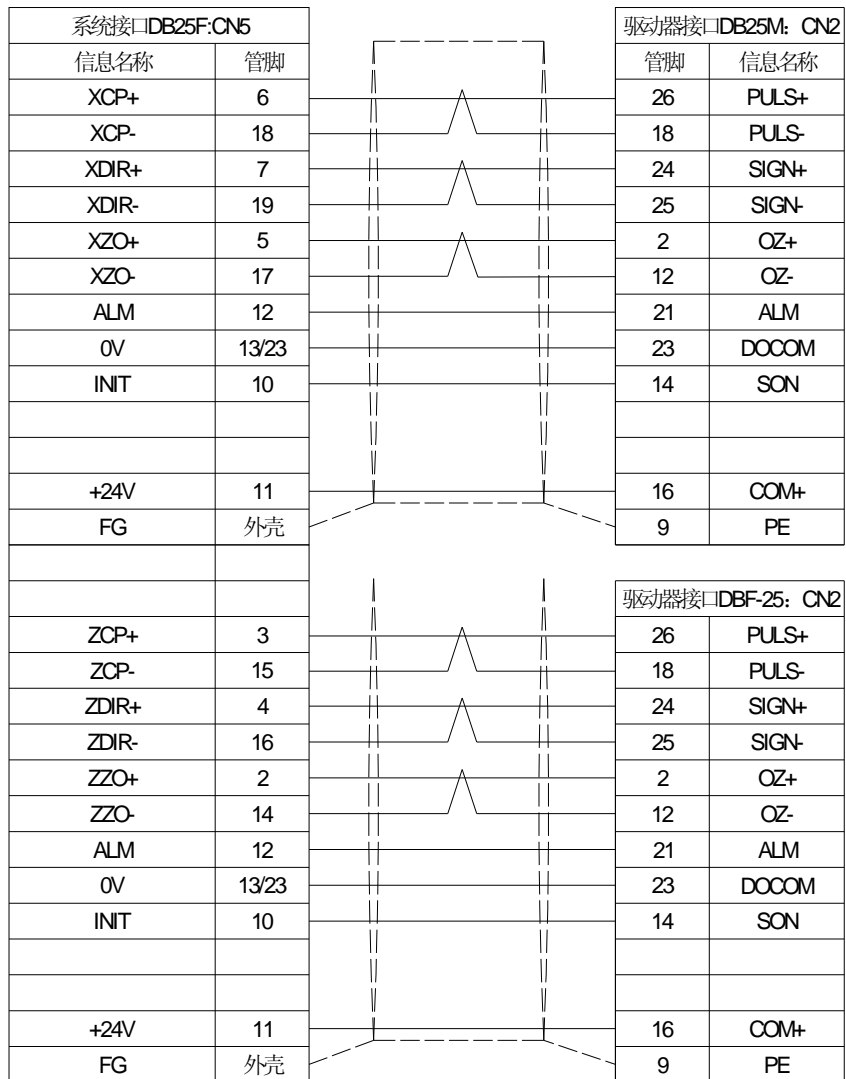 系统接口DB25F:CN5 驱动器接口DB25M：CN2
信息名称 管脚 管脚 信息名称
XCP+ 6 26 PULS+
XCP- 18 18 PULS-
XDIR+ 7 24 SIGN+
XDIR- 19 25 SIGN-
XZO+ 5 2 OZ+
XZO- 17 12 OZ-
ALM 12 21 ALM
0V 13/23 23 DOCOM
INIT 10 14 SON
+24V 11 16 COM+
FG 外壳 9 PE
驱动器接口DBF-25：CN2
ZCP+ 3 26 PULS+
ZCP- 15 18 PULS-
ZDIR+ 4 24 SIGN+
ZDIR- 16 25 SIGN-
ZZO+ 2 2 OZ+
ZZO- 14 12 OZ-
ALM 12 21 ALM
0V 13/23 23 DOCOM
INIT 10 14 SON
+24V 11 16 COM+
FG 外壳 9 PE